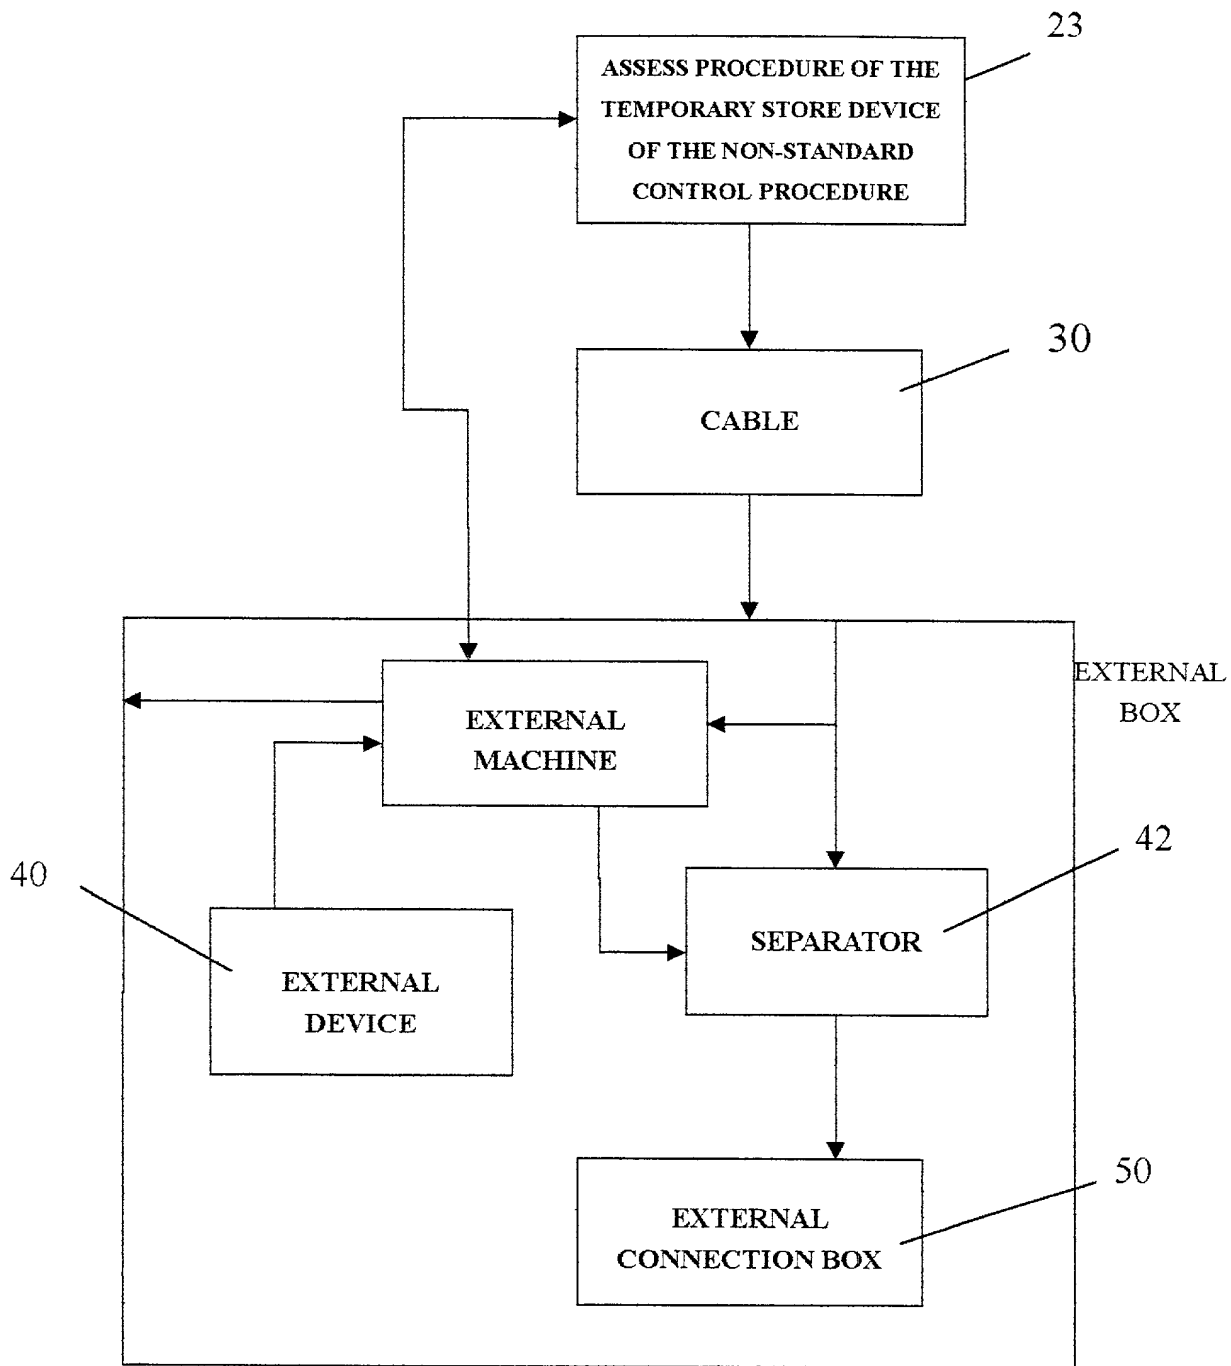 23
ASSESS PROCEDURE OF THE
TEMPORARY STORE DEVICE
OF THE NON-STANDARD
CONTROL PROCEDURE
30
CABLE
EXTERNAL
BOX
EXTERNAL
MACHINE
42
40
SEPARATOR
EXTERNAL
DEVICE
50
EXTERNAL
CONNECTION BOX